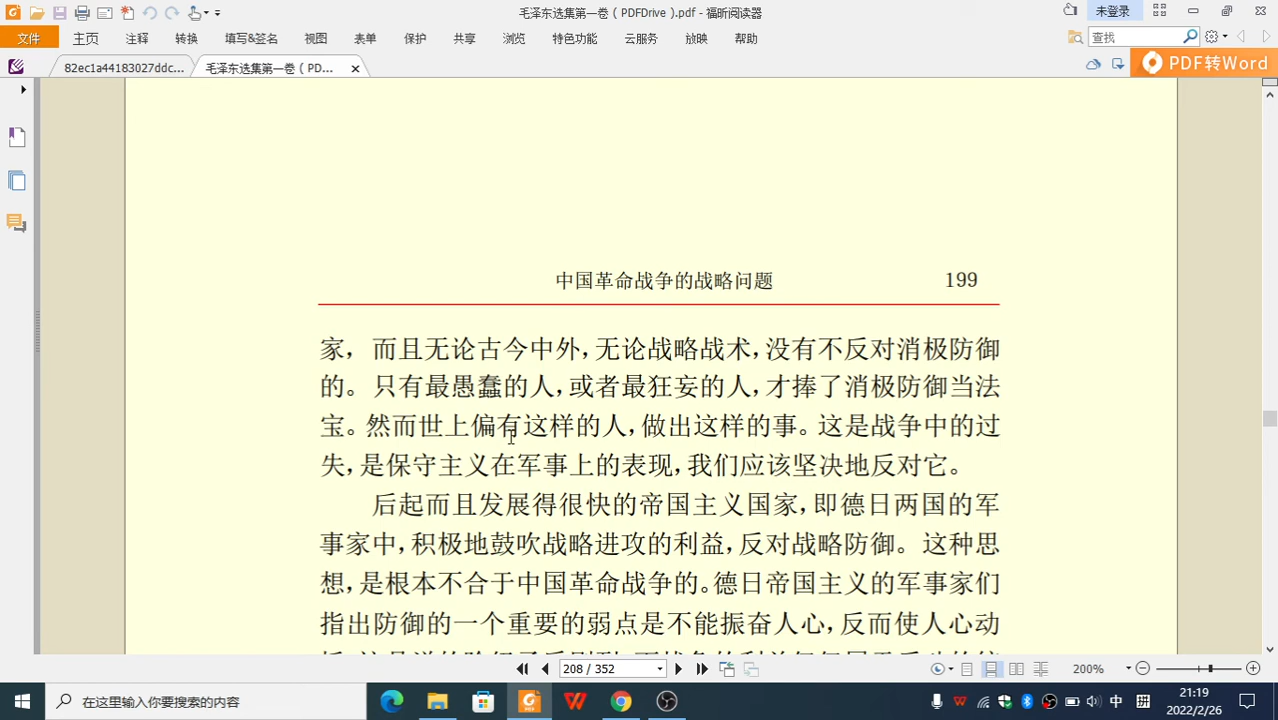 毛泽东选集第一卷 ( PDFDrive ).pdf - 福昕阅读器
未登录
文件 主页 注释 转换 填写&签名 视图 表单 保护 共享 浏览 特色功能 云服务 放映 帮助
查找
82ec1a44183027ddc... 毛泽东选集第一卷 ( PD...
PDF转Word
中国革命战争的战略问题 199
家，而且无论古今中外,无论战略战术,没有不反对消极防御
的。只有最愚蠢的人,或者最狂妄的人,才捧了消极防御当法
宝。然而世上偏有这样的人,做出这样的事。这是战争中的过
失,是保守主义在军事上的表现,我们应该坚决地反对它。
后起而且发展得很快的帝国主义国家,即德日两国的军
事家中,积极地鼓吹战略进攻的利益,反对战略防御。这种思
想,是根本不合于中国革命战争的。德日帝国主义的军事家们
指出防御的一个重要的弱点是不能振奋人心,反而使人心动
208 / 352
200%
在这里输入你要搜索的内容
中 拼
21:19
2022/2/26